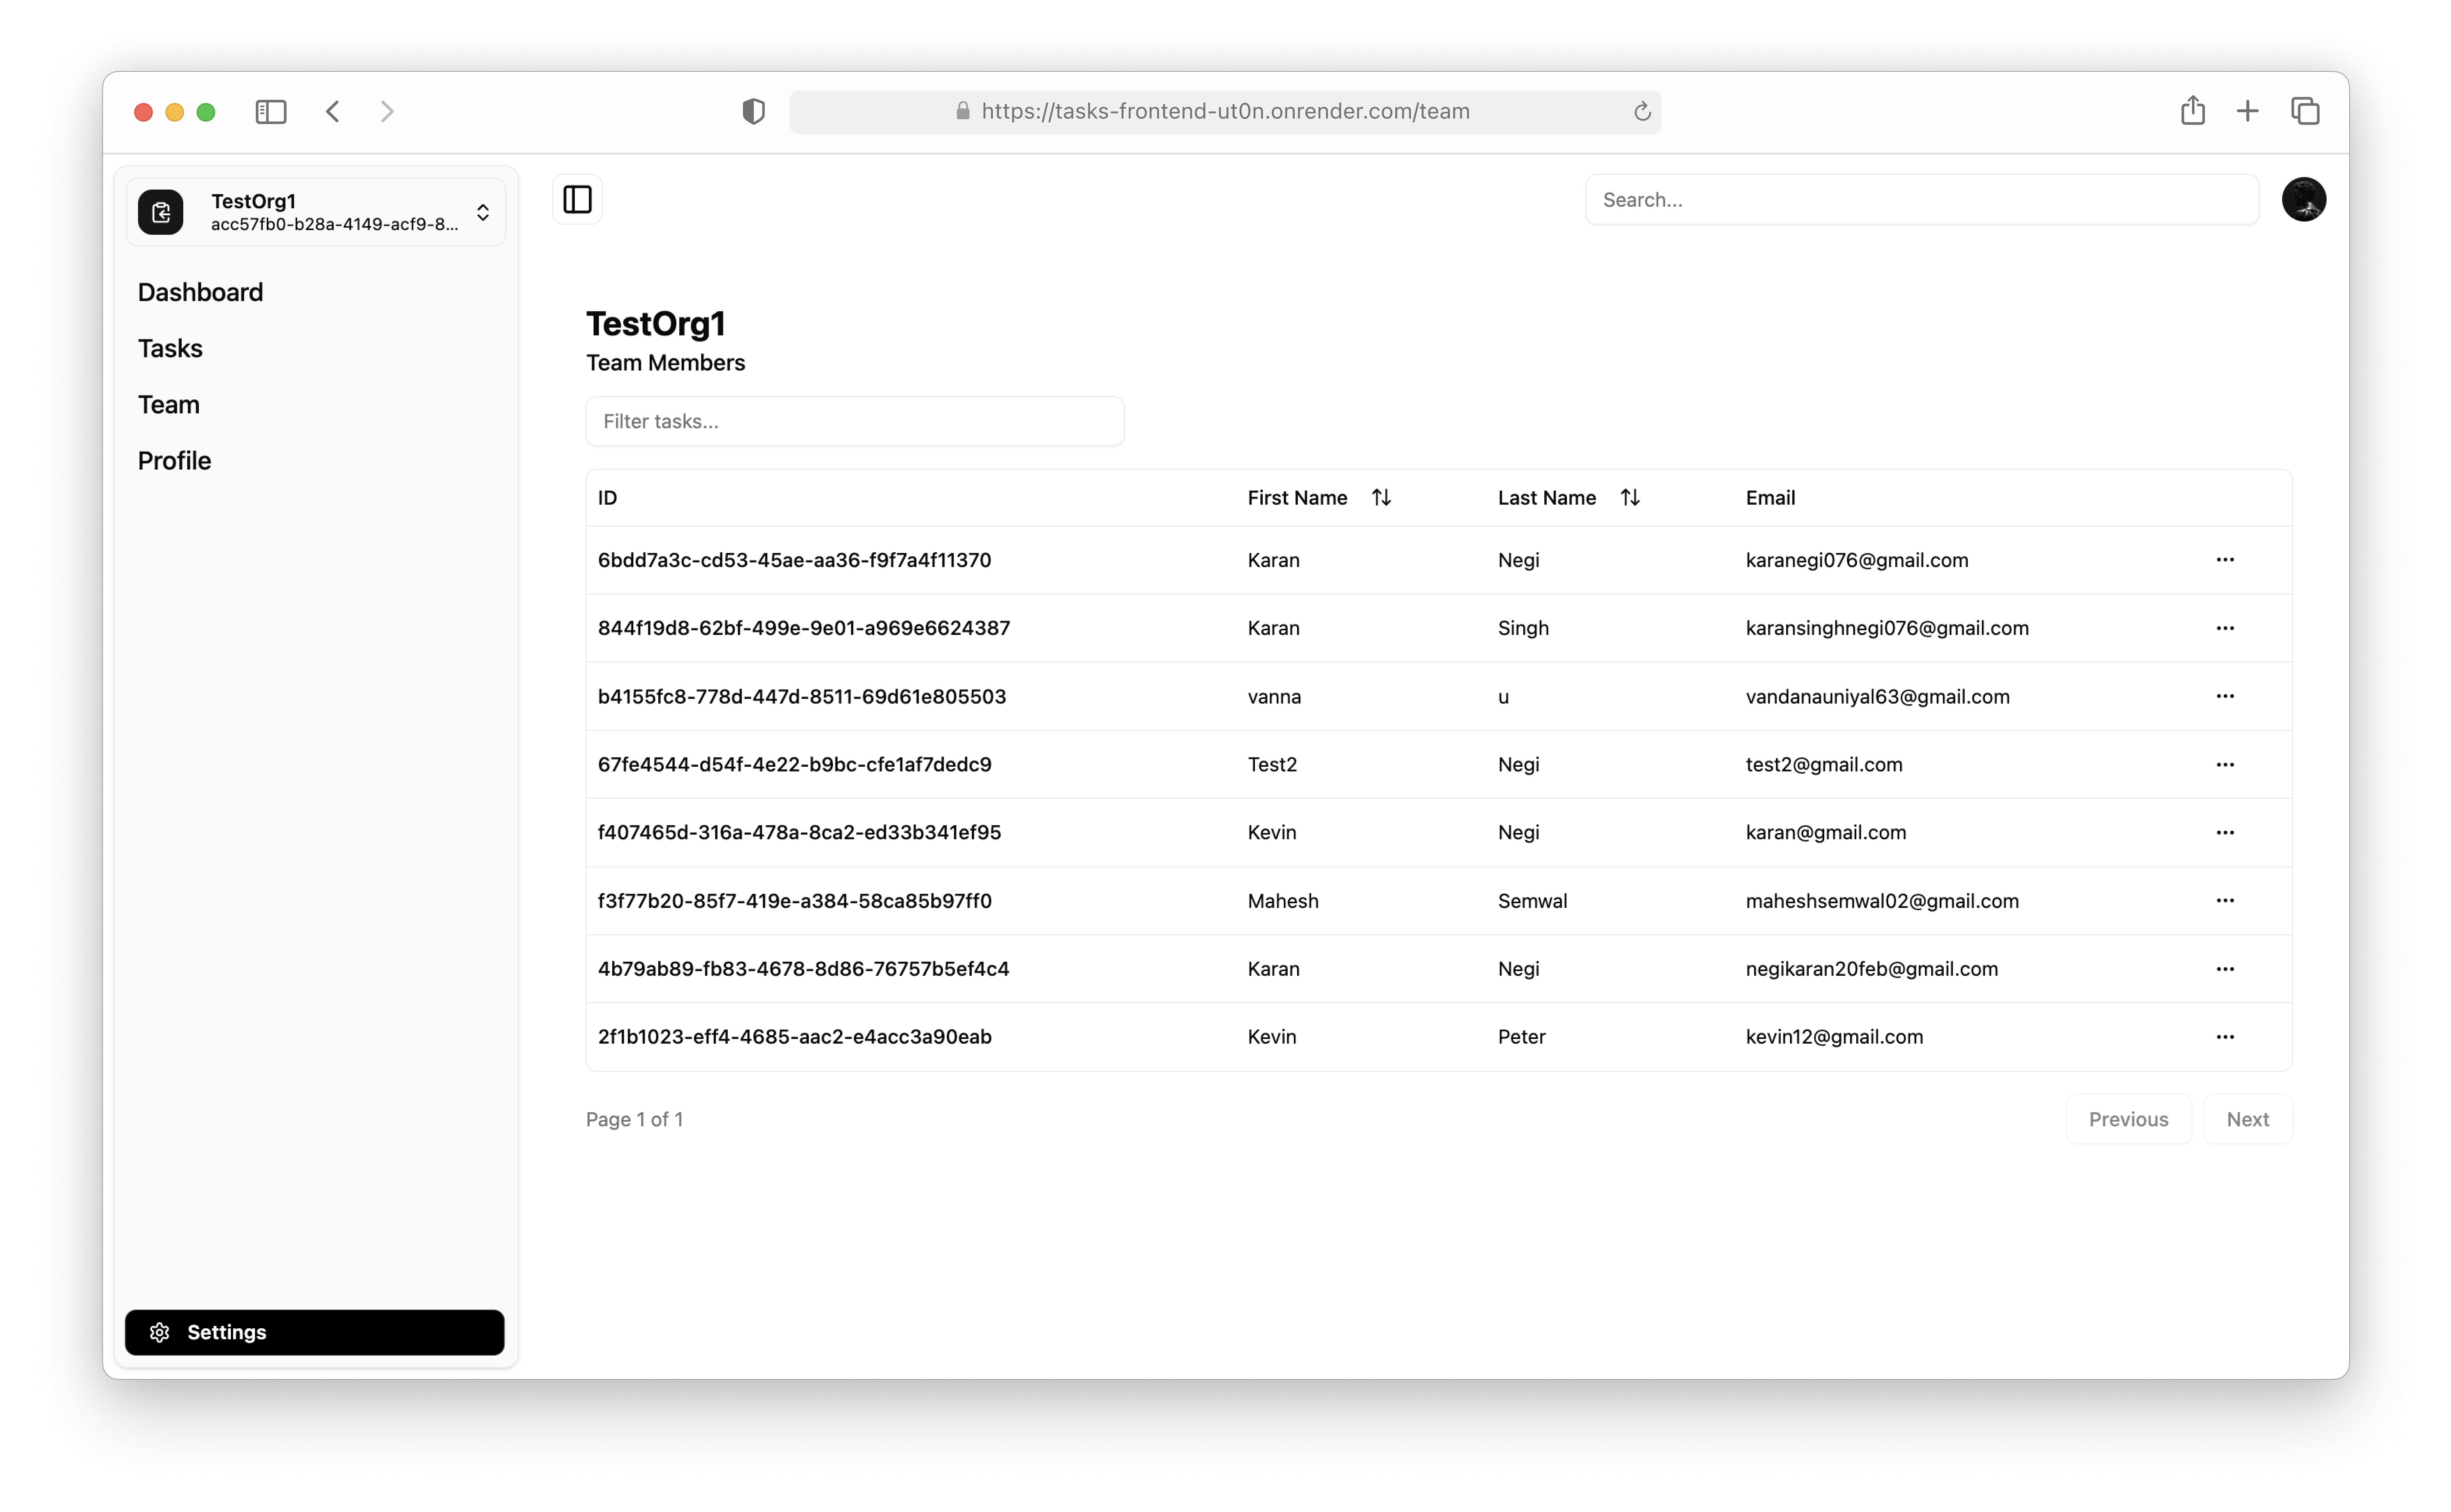 https://tasks-frontend-ut0n.onrender.com/team
TestOrg1
acc57fb0-b28a-4149-acf9-8...
Search...
Dashboard
Tasks
Team
Profile
TestOrg1
Team Members
Filter tasks...
ID First Name Last Name Email
6bdd7a3c-cd53-45ae-aa36-f9f7a4f11370 Karan Negi karanegi076@gmail.com
844f19d8-62bf-499e-9e01-a969e6624387 Karan Singh karansinghnegi076@gmail.com
b4155fc8-778d-447d-8511-69d61e805503 vanna u vandanauniyal63@gmail.com
67fe4544-d54f-4e22-b9bc-cfe1af7dedc9 Test2 Negi test2@gmail.com
f407465d-316a-478a-8ca2-ed33b341ef95 Kevin Negi karan@gmail.com
f3f77b20-85f7-419e-a384-58ca85b97ff0 Mahesh Semwal maheshsemwal02@gmail.com
4b79ab89-fb83-4678-8d86-76757b5ef4c4 Karan Negi negikaran20feb@gmail.com
2f1b1023-eff4-4685-aac2-e4acc3a90eab Kevin Peter kevin12@gmail.com
Page 1 of 1 Previous Next
Settings